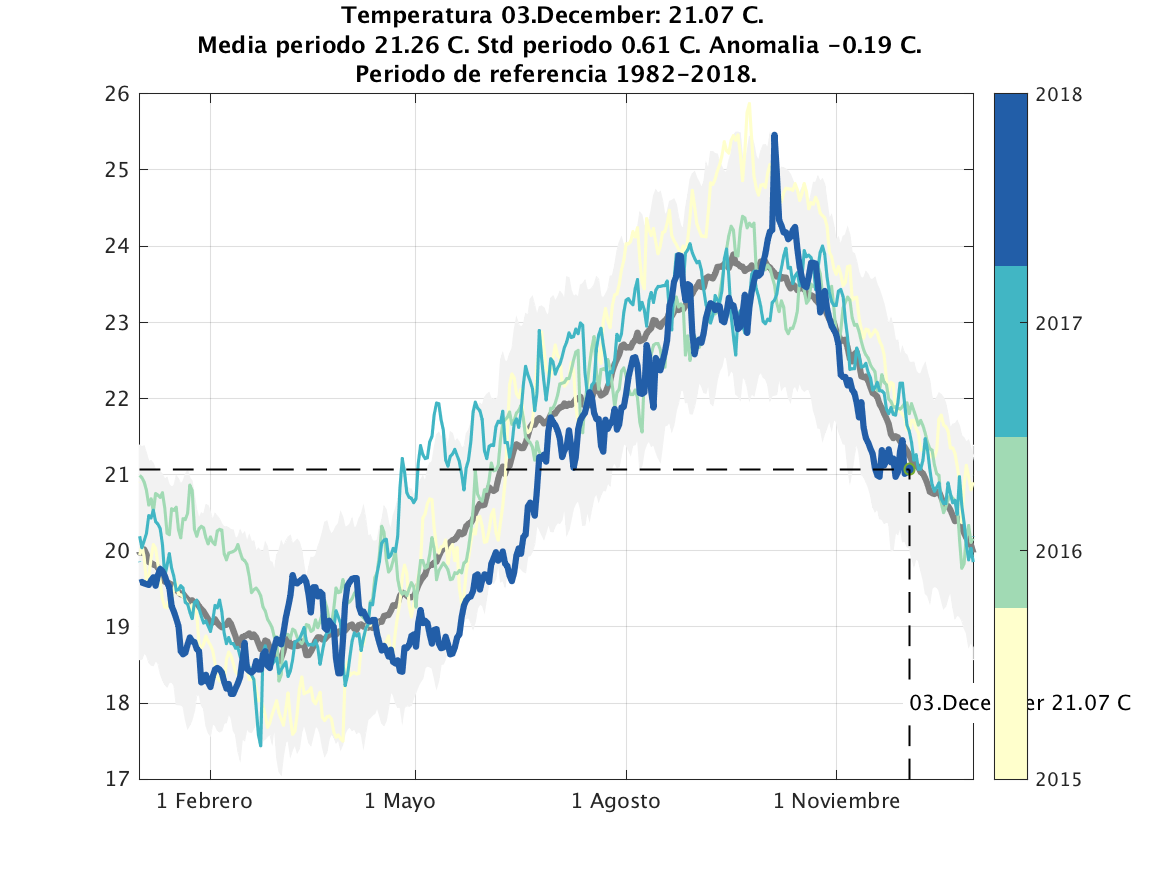 Temperatura 03.December: 21.07 C.
Media periodo 21.26 C. Std periodo 0.61 C. Anomalia -0.19 C.
Periodo de referencia 1982-2018.
26
25
24
23
22
21
20
19
18
17
1 Febrero
1 Mayo
1 Agosto
1 Noviembre
03.Dece er 21.07 C
2018
2017
2016
2015